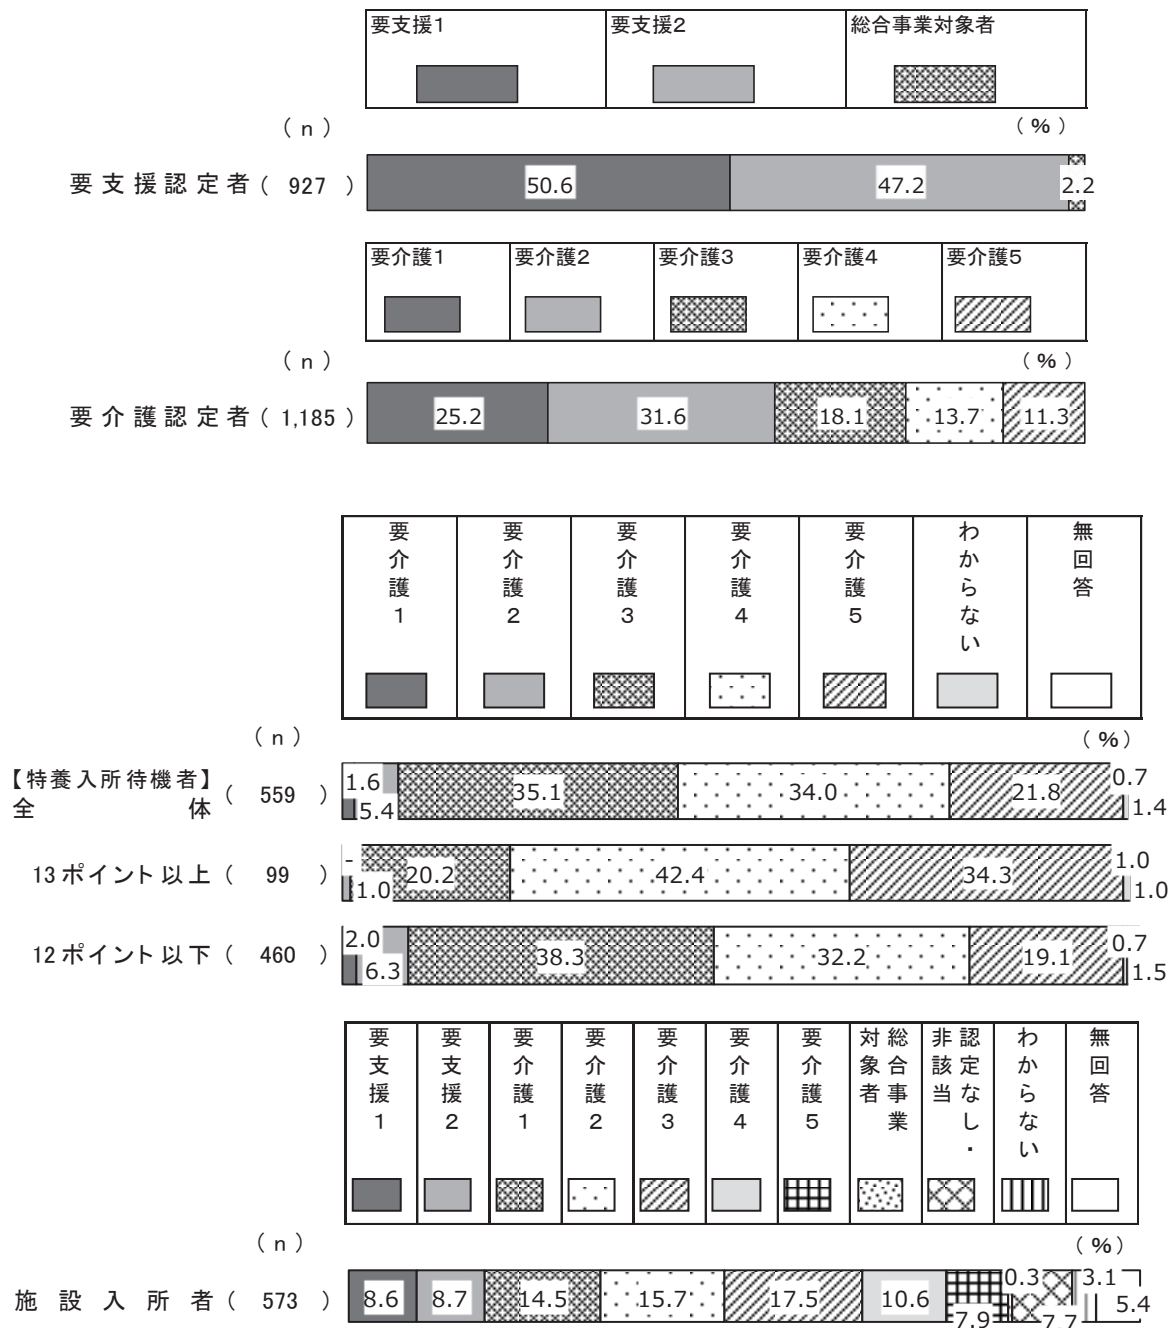 要支援1 要支援2 総合事業対象者
（ｎ） （％）
要支援認定者（ 927 ） 50.6 47.2 2.2
要介護1 要介護2 要介護3 要介護4 要介護5
（ｎ） （％）
要介護認定者（ 1,185 ） 25.2 31.6 18.1 13.7 11.3
要介護1 要介護2 要介護3 要介護4 要介護5 わからない 無回答
（ｎ） （％）
【特養入所待機者】
全体（ 559 ） 1.6 5.4 35.1 34.0 21.8 0.7 1.4
13ポイント以上（ 99 ） - 1.0 20.2 42.4 34.3 1.0 1.0
12ポイント以下（ 460 ） 2.0 6.3 38.3 32.2 19.1 0.7 1.5
要支援1 要支援2 要介護1 要介護2 要介護3 要介護4 要介護5 総合事業対象者 認定なし・非該当 わからない 無回答
（ｎ） （％）
施設入所者（ 573 ） 8.6 8.7 14.5 15.7 17.5 10.6 7.9 0.3 7.7 3.1 5.4